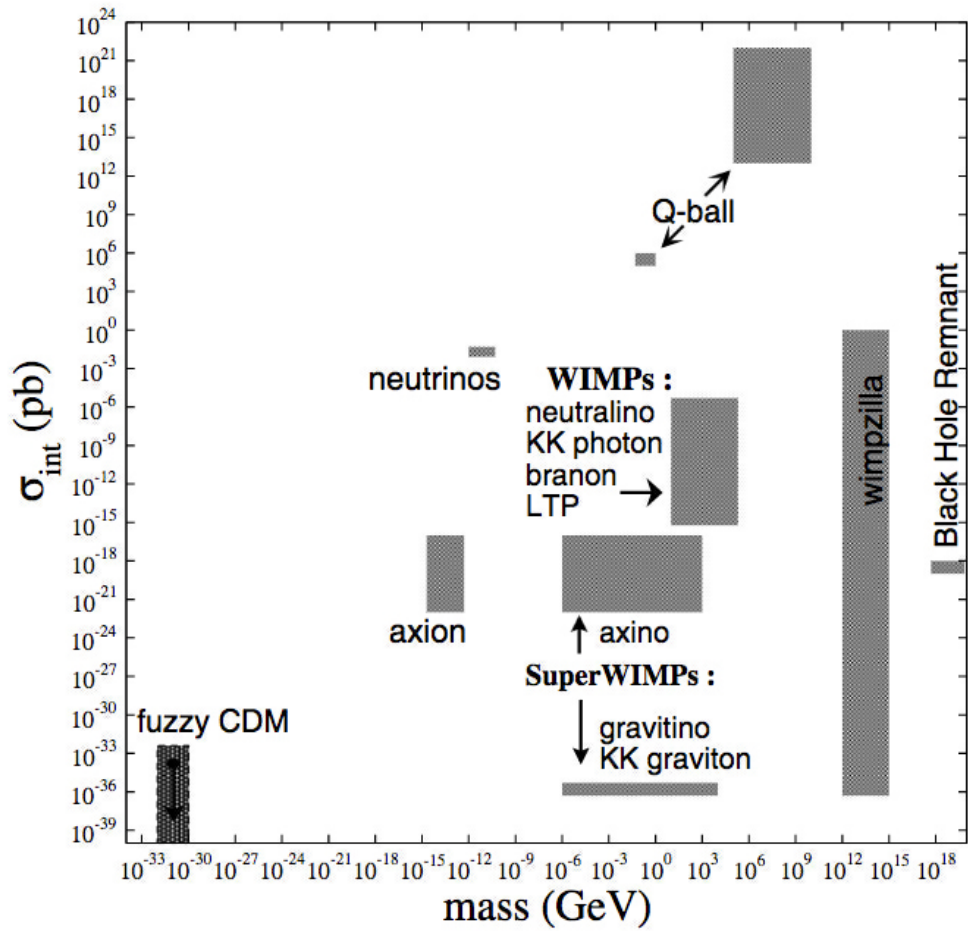 10^24
10^21
10^18
10^15
10^12
10^9
10^6
10^3
10^0
10^-3
10^-6
10^-9
10^-12
10^-15
10^-18
10^-21
10^-24
10^-27
10^-30
10^-33
10^-36
10^-39
σ_int (pb)
Q-ball
neutrinos
WIMPs :
neutralino
KK photon
branon
LTP
wimpzilla
Black Hole Remnant
axion
axino
SuperWIMPs :
gravitino
KK graviton
fuzzy CDM
10^-33 10^-30 10^-27 10^-24 10^-21 10^-18 10^-15 10^-12 10^-9 10^-6 10^-3 10^0 10^3 10^6 10^9 10^12 10^15 10^18
mass (GeV)